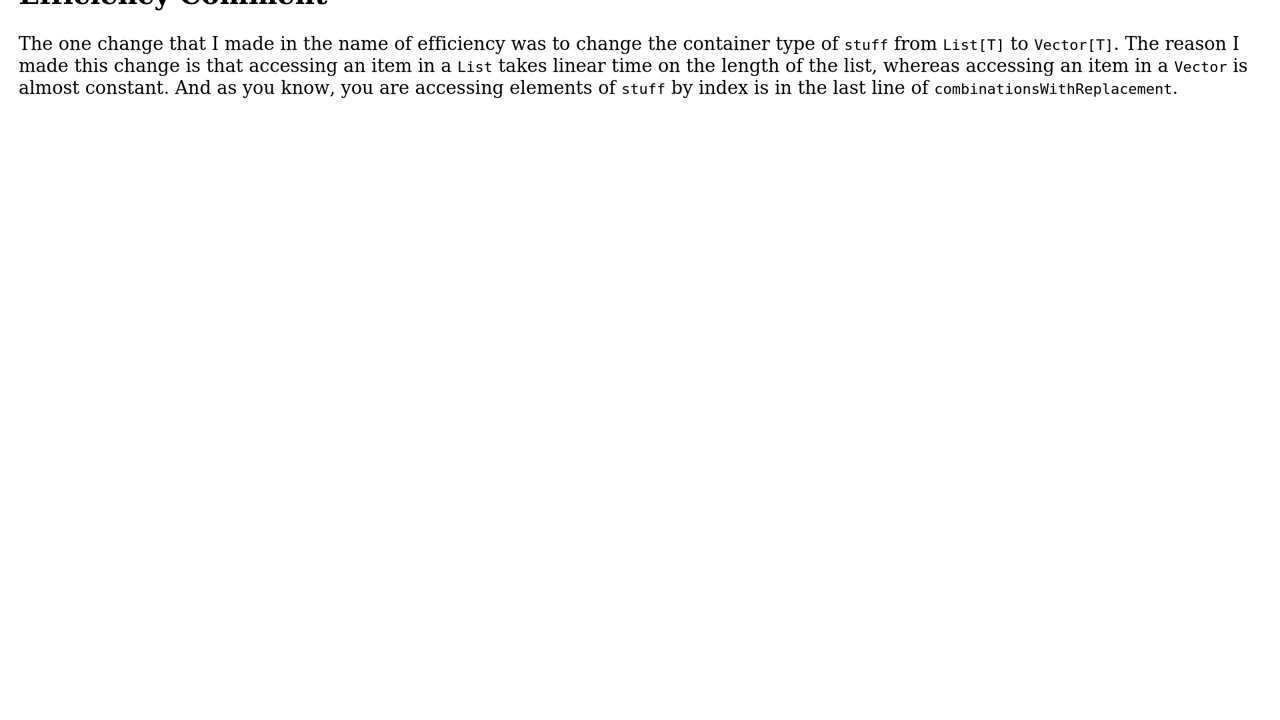 Efficiency Comment
The one change that I made in the name of efficiency was to change the container type of stuff from List[T] to Vector[T]. The reason I
made this change is that accessing an item in a List takes linear time on the length of the list, whereas accessing an item in a Vector is
almost constant. And as you know, you are accessing elements of stuff by index is in the last line of combinationsWithReplacement.